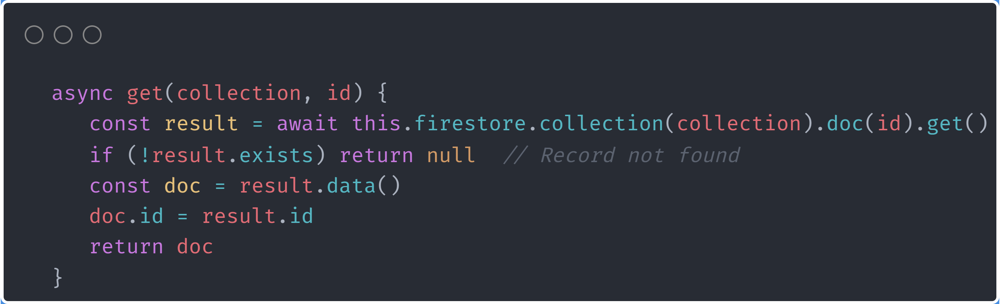 async get(collection, id) {
   const result = await this.firestore.collection(collection).doc(id).get()
   if (!result.exists) return null  // Record not found
   const doc = result.data()
   doc.id = result.id
   return doc
}